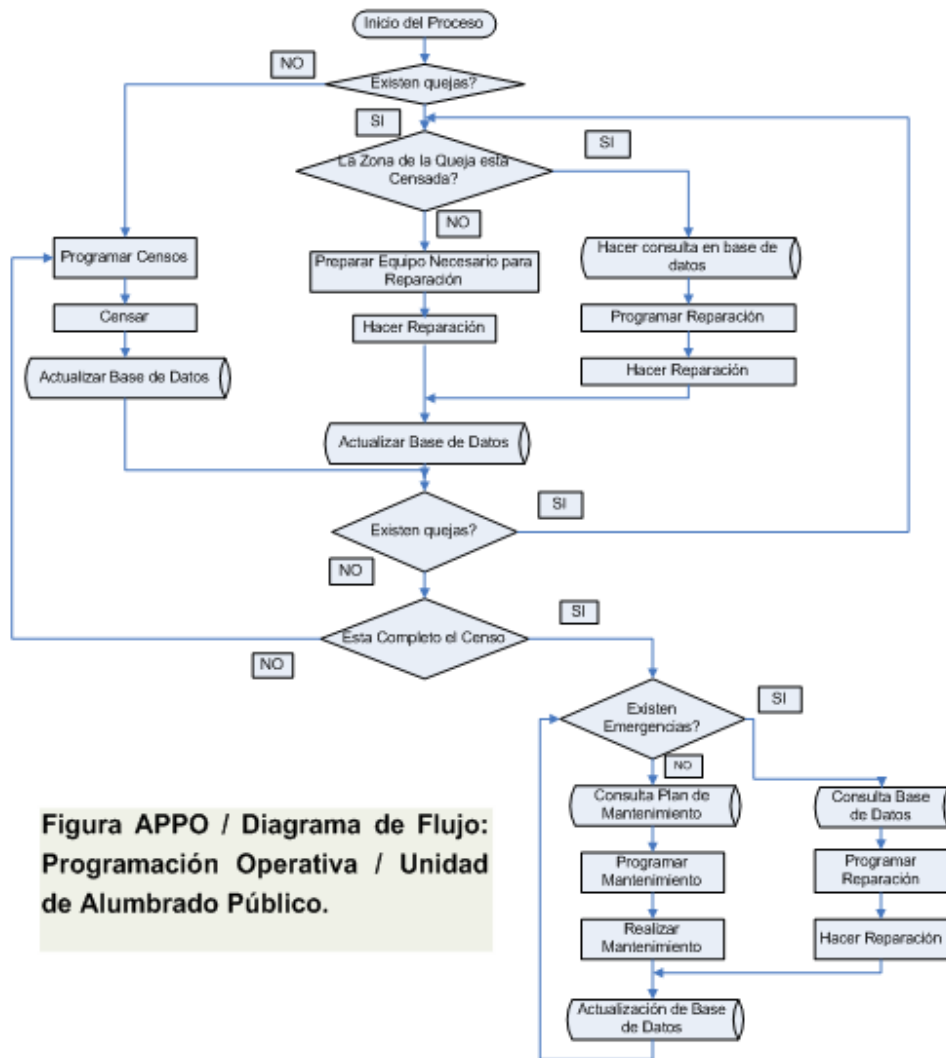 Inicio del Proceso
NO
Existen quejas?
SI
SI
La Zona de la Queja esta
Censada?
NO
Programar Censos
Preparar Equipo Necesario para
Reparación
Hacer consulta en base de
datos
Censar
Hacer Reparación
Programar Reparación
Actualizar Base de Datos
Hacer Reparación
Actualizar Base de Datos
Existen quejas?
SI
NO
Esta Completo el Censo
SI
NO
Existen
Emergencias?
SI
NO
Consulta Plan de
Mantenimiento
Consulta Base
de Datos
Programar
Mantenimiento
Programar
Reparación
Realizar
Mantenimiento
Hacer Reparación
Actualización de Base
de Datos
Figura APPO / Diagrama de Flujo:
Programación Operativa / Unidad
de Alumbrado Público.